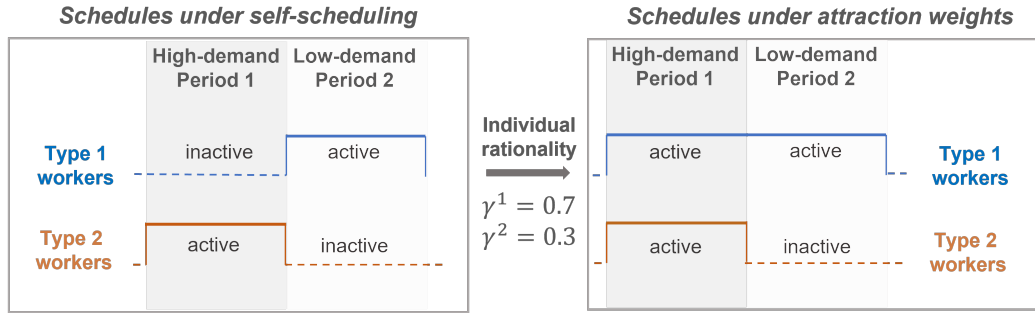 Schedules under self-scheduling
High-demand
Period 1
Low-demand
Period 2
Type 1
workers
inactive
active
Type 2
workers
active
inactive
Individual
rationality
γ¹ = 0.7
γ² = 0.3
Schedules under attraction weights
High-demand
Period 1
Low-demand
Period 2
active
active
Type 1
workers
active
inactive
Type 2
workers